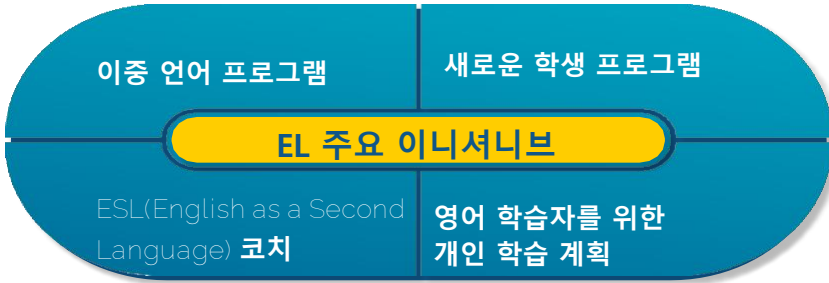 이중 언어 프로그램
새로운 학생 프로그램
EL 주요 이니셔니브
ESL(English as a Second
Language) 코치
영어 학습자를 위한
개인 학습 계획